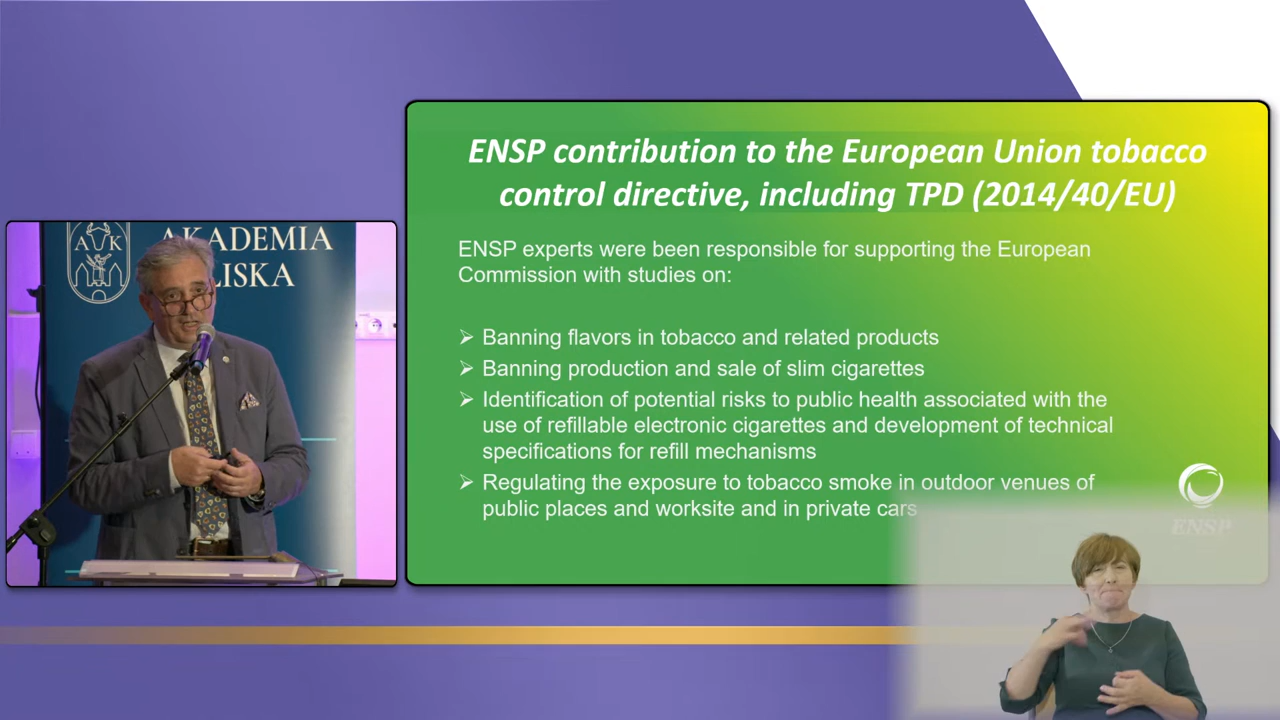 AVK
AKADEMIA
LISKA
ENSP contribution to the European Union tobacco
control directive, including TPD (2014/40/EU)
ENSP experts were been responsible for supporting the European
Commission with studies on:
➢ Banning flavors in tobacco and related products
➢ Banning production and sale of slim cigarettes
➢ Identification of potential risks to public health associated with the
use of refillable electronic cigarettes and development of technical
specifications for refill mechanisms
➢ Regulating the exposure to tobacco smoke in outdoor venues of
public places and worksite and in private cars
ENSP